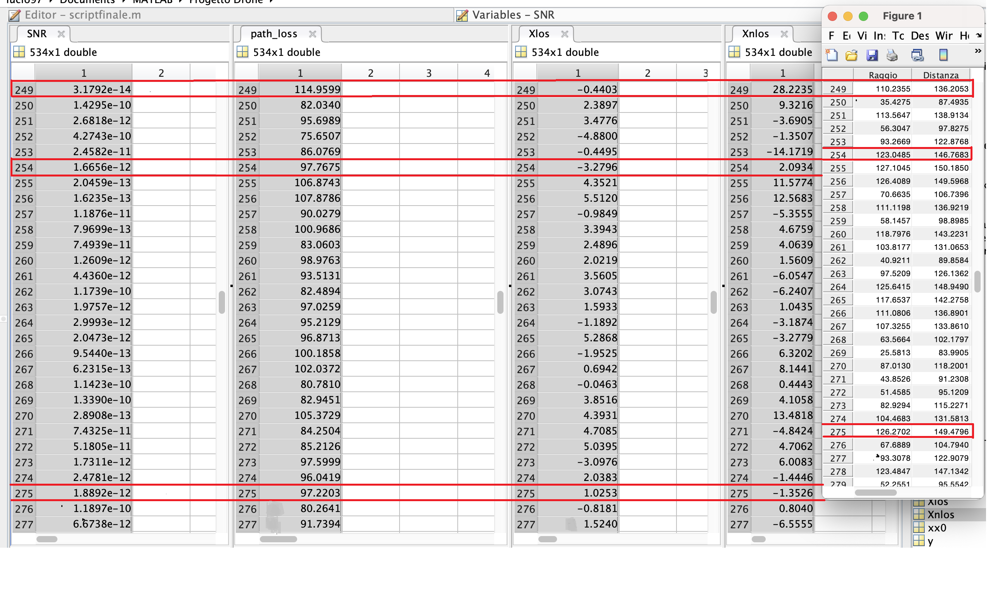 lucio97 ▸ Documents ▸ MATLAB ▸ Progetto Drone ▸
Editor – scriptfinale.m
Variables – SNR
SNR
534x1 double
1 2
249 3.1792e−14
250 1.4295e−10
251 2.6818e−12
252 4.2743e−10
253 2.4582e−11
254 1.6656e−12
255 2.0459e−13
256 1.6235e−13
257 1.1876e−11
258 7.9699e−13
259 7.4939e−11
260 1.2609e−12
261 4.4360e−12
262 1.1739e−10
263 1.9757e−12
264 2.9993e−12
265 2.0473e−12
266 9.5440e−13
267 6.2315e−13
268 1.1423e−10
269 1.3390e−10
270 2.8908e−13
271 7.4325e−11
272 5.1805e−11
273 1.7311e−12
274 2.4781e−12
275 1.8892e−12
276 1.1897e−10
277 6.6738e−12
path_loss
534x1 double
1 2 3 4
249 114.9599
250 82.0340
251 95.6989
252 75.6507
253 86.0769
254 97.7675
255 106.8743
256 107.8786
257 90.0279
258 100.9686
259 83.0603
260 98.9763
261 93.5131
262 82.4894
263 97.0259
264 95.2129
265 96.8713
266 100.1858
267 102.0372
268 80.7810
269 82.9451
270 105.3729
271 84.2504
272 85.2126
273 97.5999
274 96.0419
275 97.2203
276 80.2641
277 91.7394
Xlos
534x1 double
1 2 3
249 −0.4403
250 2.3897
251 3.4776
252 −4.8800
253 −0.4495
254 −3.2796
255 4.3521
256 5.5120
257 −0.9849
258 3.3943
259 2.4896
260 2.0219
261 3.5605
262 3.0743
263 1.5933
264 −1.1892
265 5.2868
266 −1.9525
267 0.6942
268 −0.0463
269 3.8516
270 4.3931
271 4.7085
272 5.0395
273 −3.0976
274 2.0383
275 1.0253
276 −0.8181
277 1.5240
Xnlos
534x1 double
1
249 28.2235
250 9.3216
251 −3.6905
252 −1.3507
253 −14.1719
254 2.0934
255 11.5774
256 12.5683
257 −5.3555
258 4.6759
259 4.0639
260 1.5609
261 −6.0547
262 −6.2407
263 1.0435
264 −3.1874
265 −3.2779
266 6.3202
267 8.1441
268 0.4443
269 4.1058
270 13.4818
271 −4.8424
272 4.7062
273 6.0083
274 −1.4446
275 −1.3526
276 0.8040
277 −6.5555
Figure 1
F Vi In Des
Raggio Distanza
249 110.2355 136.2053
250 35.4275 87.4935
251 113.5647 138.9134
252 56.3047 97.8275
253 93.2669 122.8768
254 123.0485 146.7683
255 127.1045 150.1850
256 126.4089 149.5968
257 70.6635 106.7396
258 111.1198 136.9219
259 58.1457 98.8985
260 118.7976 143.2231
261 103.8177 131.0653
262 40.9211 89.8584
263 97.5209 126.1362
264 125.6415 148.9490
265 117.6537 142.2758
266 111.0806 136.8901
267 107.3255 133.8610
268 63.5664 102.1797
269 25.5813 83.9905
270 87.0130 118.2001
271 43.8526 91.2308
272 51.4585 95.1209
273 82.9294 115.2271
274 104.4683 131.5813
275 126.2702 149.4796
276 67.6889 104.7940
277 93.3078 122.9079
278 123.4847 147.1342
279 52.2551 95.5542
Xlos
Xnlos
xx0
y